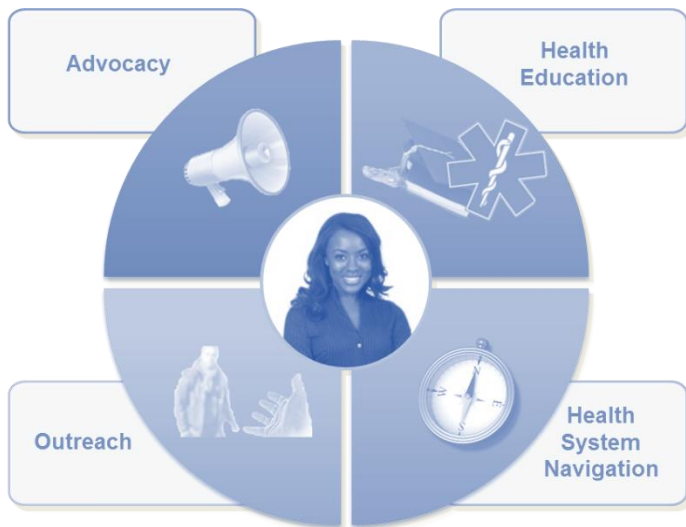 Advocacy
Health
Education
Outreach
Health
System
Navigation
N
E
S
W